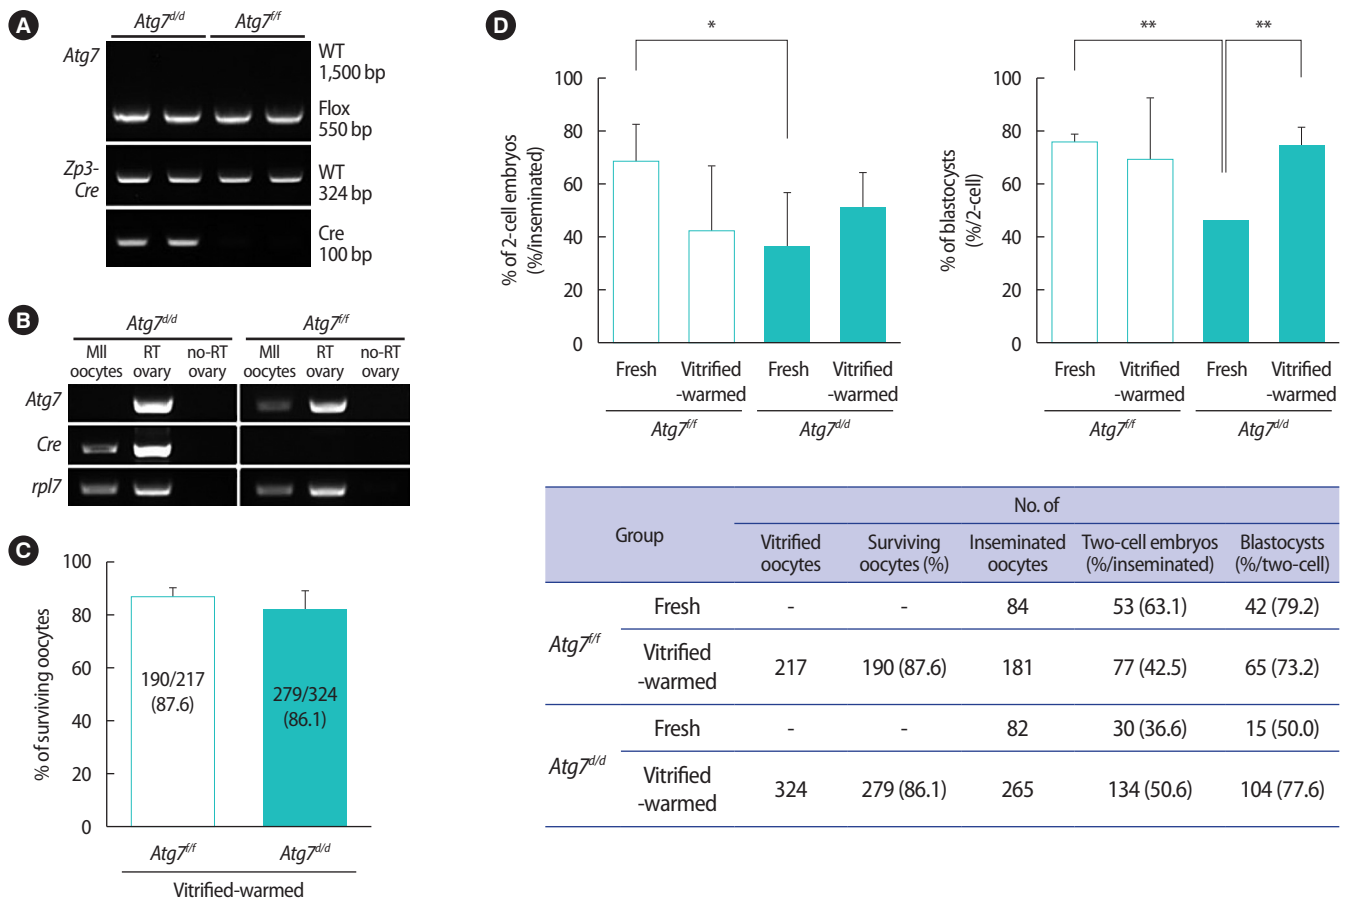 A
Atg7d/d Atg7f/f
Atg7
WT
1,500 bp
Flox
550 bp
Zp3-
Cre
WT
324 bp
Cre
100 bp
B
Atg7d/d Atg7f/f
MII RT no-RT MII RT no-RT
oocytes ovary ovary oocytes ovary ovary
Atg7
Cre
rpl7
C
% of surviving oocytes
100
80
60
40
20
0
190/217
(87.6)
279/324
(86.1)
Atg7f/f Atg7d/d
Vitrified-warmed
D
*
% of 2-cell embryos
(%/inseminated)
100
80
60
40
20
0
Fresh Vitrified Fresh Vitrified
-warmed -warmed
Atg7f/f Atg7d/d
** **
% of blastocysts
(%/2-cell)
100
80
60
40
20
0
Fresh Vitrified Fresh Vitrified
-warmed -warmed
Atg7f/f Atg7d/d
Group No. of
Vitrified Surviving Inseminated Two-cell embryos Blastocysts
oocytes oocytes (%) oocytes (%/inseminated) (%/two-cell)
Atg7f/f
Fresh - - 84 53 (63.1) 42 (79.2)
Vitrified
-warmed 217 190 (87.6) 181 77 (42.5) 65 (73.2)
Atg7d/d
Fresh - - 82 30 (36.6) 15 (50.0)
Vitrified
-warmed 324 279 (86.1) 265 134 (50.6) 104 (77.6)